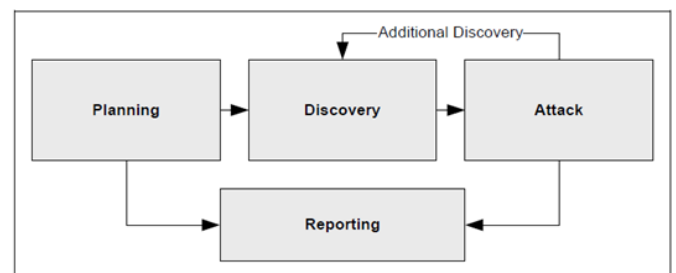 Additional Discovery
Planning
Discovery
Attack
Reporting